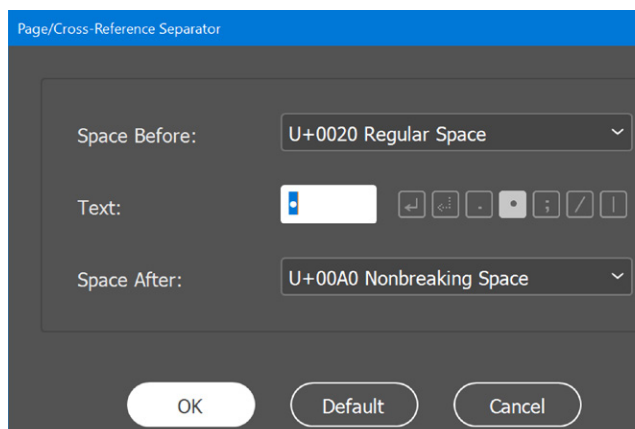 Page/Cross-Reference Separator
Space Before: U+0020 Regular Space
Text: • . • ; / |
Space After: U+00A0 Nonbreaking Space
OK Default Cancel